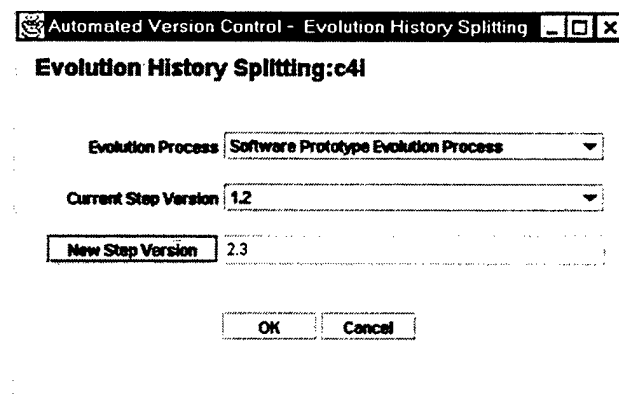 Automated Version Control - Evolution History Splitting
Evolution History Splitting:c4i
Evolution Process Software Prototype Evolution Process
Current Step Version 1.2
New Step Version 2.3
OK Cancel